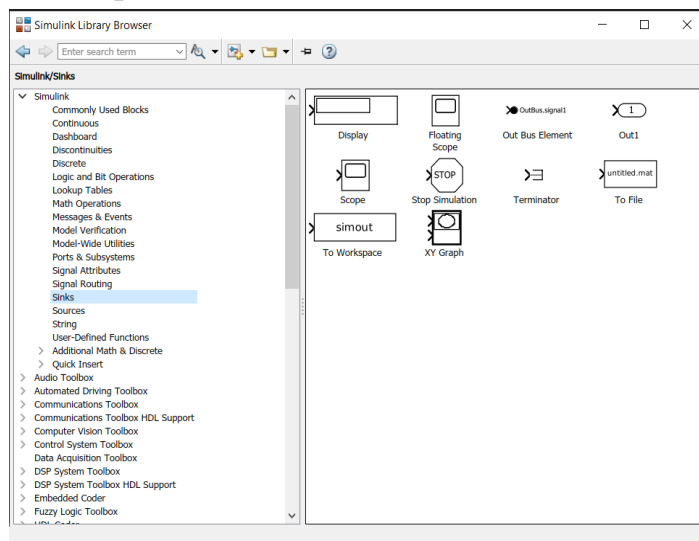 Simulink Library Browser
Enter search term
Simulink/Sinks
Simulink
Commonly Used Blocks
Continuous
Dashboard
Discontinuities
Discrete
Logic and Bit Operations
Lookup Tables
Math Operations
Messages & Events
Model Verification
Model-Wide Utilities
Ports & Subsystems
Signal Attributes
Signal Routing
Sinks
Sources
String
User-Defined Functions
Additional Math & Discrete
Quick Insert
Audio Toolbox
Automated Driving Toolbox
Communications Toolbox
Communications Toolbox HDL Support
Computer Vision Toolbox
Control System Toolbox
Data Acquisition Toolbox
DSP System Toolbox
DSP System Toolbox HDL Support
Embedded Coder
Fuzzy Logic Toolbox
HDL Coder
Display
Floating
Scope
OutBus.signal1
Out Bus Element
1
Out1
Scope
STOP
Stop Simulation
Terminator
untitled.mat
To File
simout
To Workspace
XY Graph